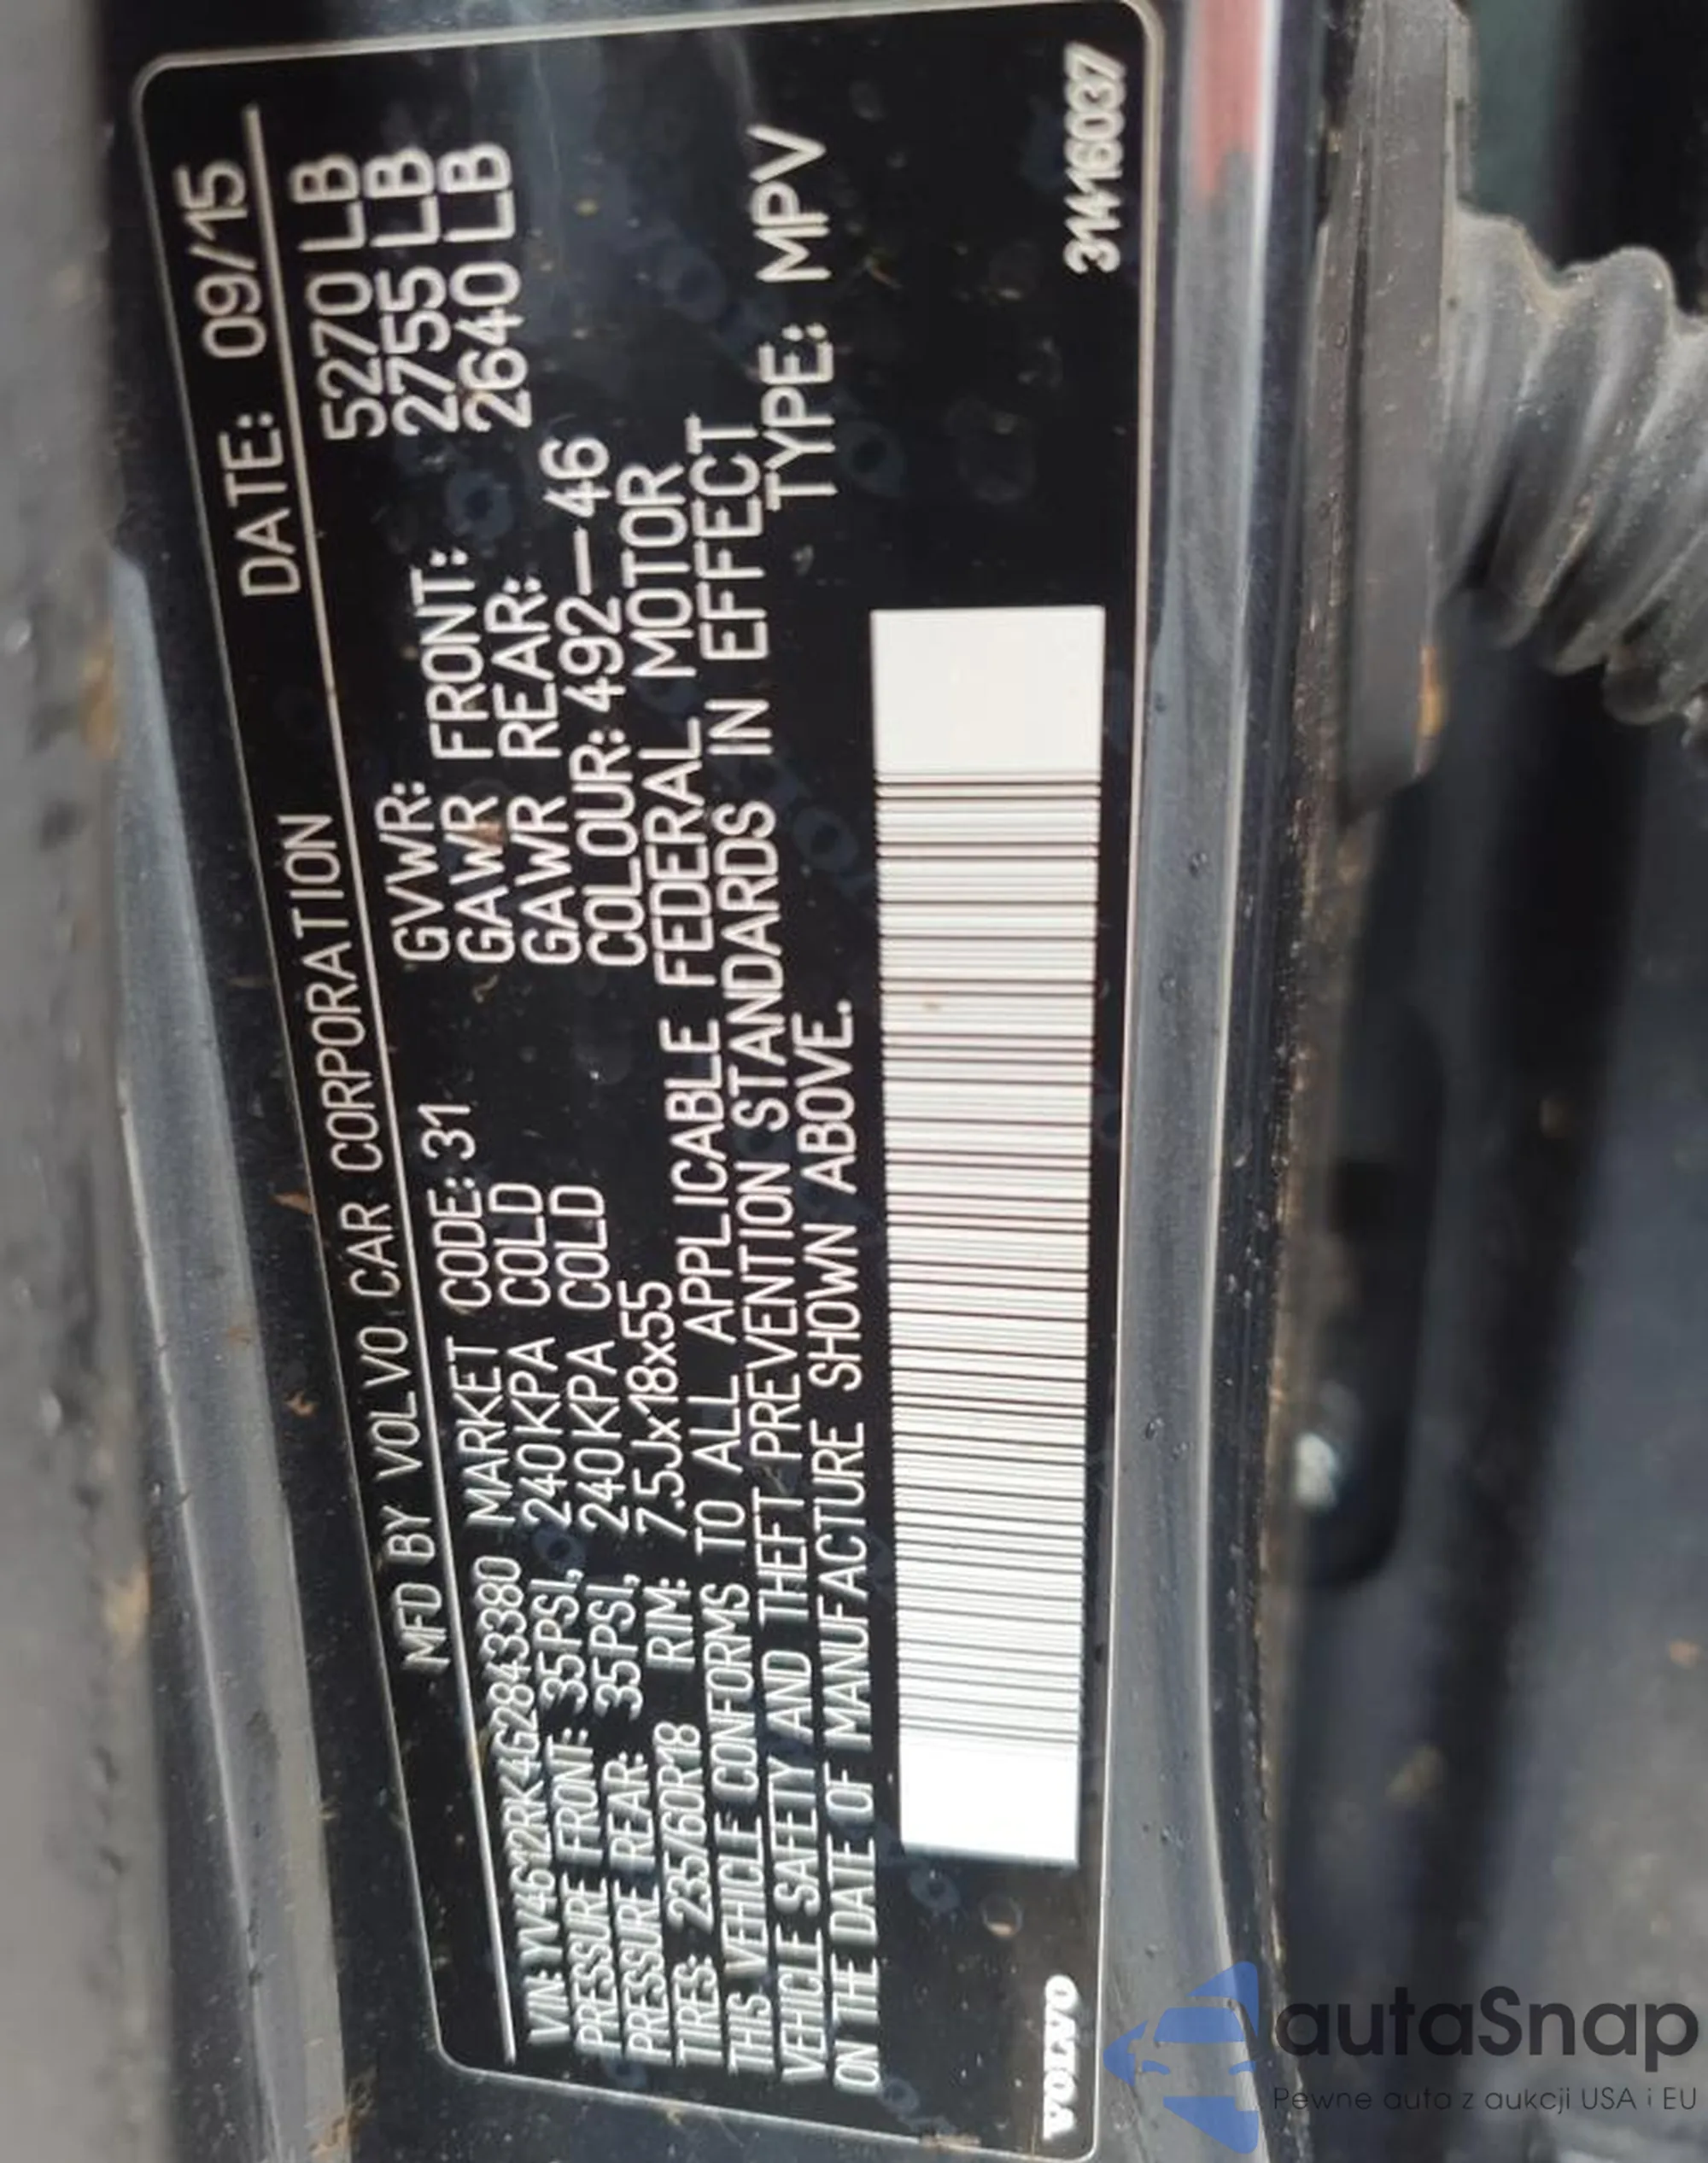 MFD BY VOLVO CAR CORPORATION DATE: 09/15
VIN: YV4612RK4G2843380 MARKET CODE: 31 GVWR: 5270 LB
PRESSURE FRONT: 35PSI, 240KPA COLD GAWR FRONT: 2755 LB
PRESSURE REAR: 35PSI, 240KPA COLD GAWR REAR: 2640 LB
TIRES: 235/60R18 RIM: 7.5Jx18x55 COLOUR: 492-46
THIS VEHICLE CONFORMS TO ALL APPLICABLE FEDERAL MOTOR
VEHICLE SAFETY AND THEFT PREVENTION STANDARDS IN EFFECT
ON THE DATE OF MANUFACTURE SHOWN ABOVE. TYPE: MPV
VOLVO 31416037
autaSnap
Pewne auta z aukcji USA i EU